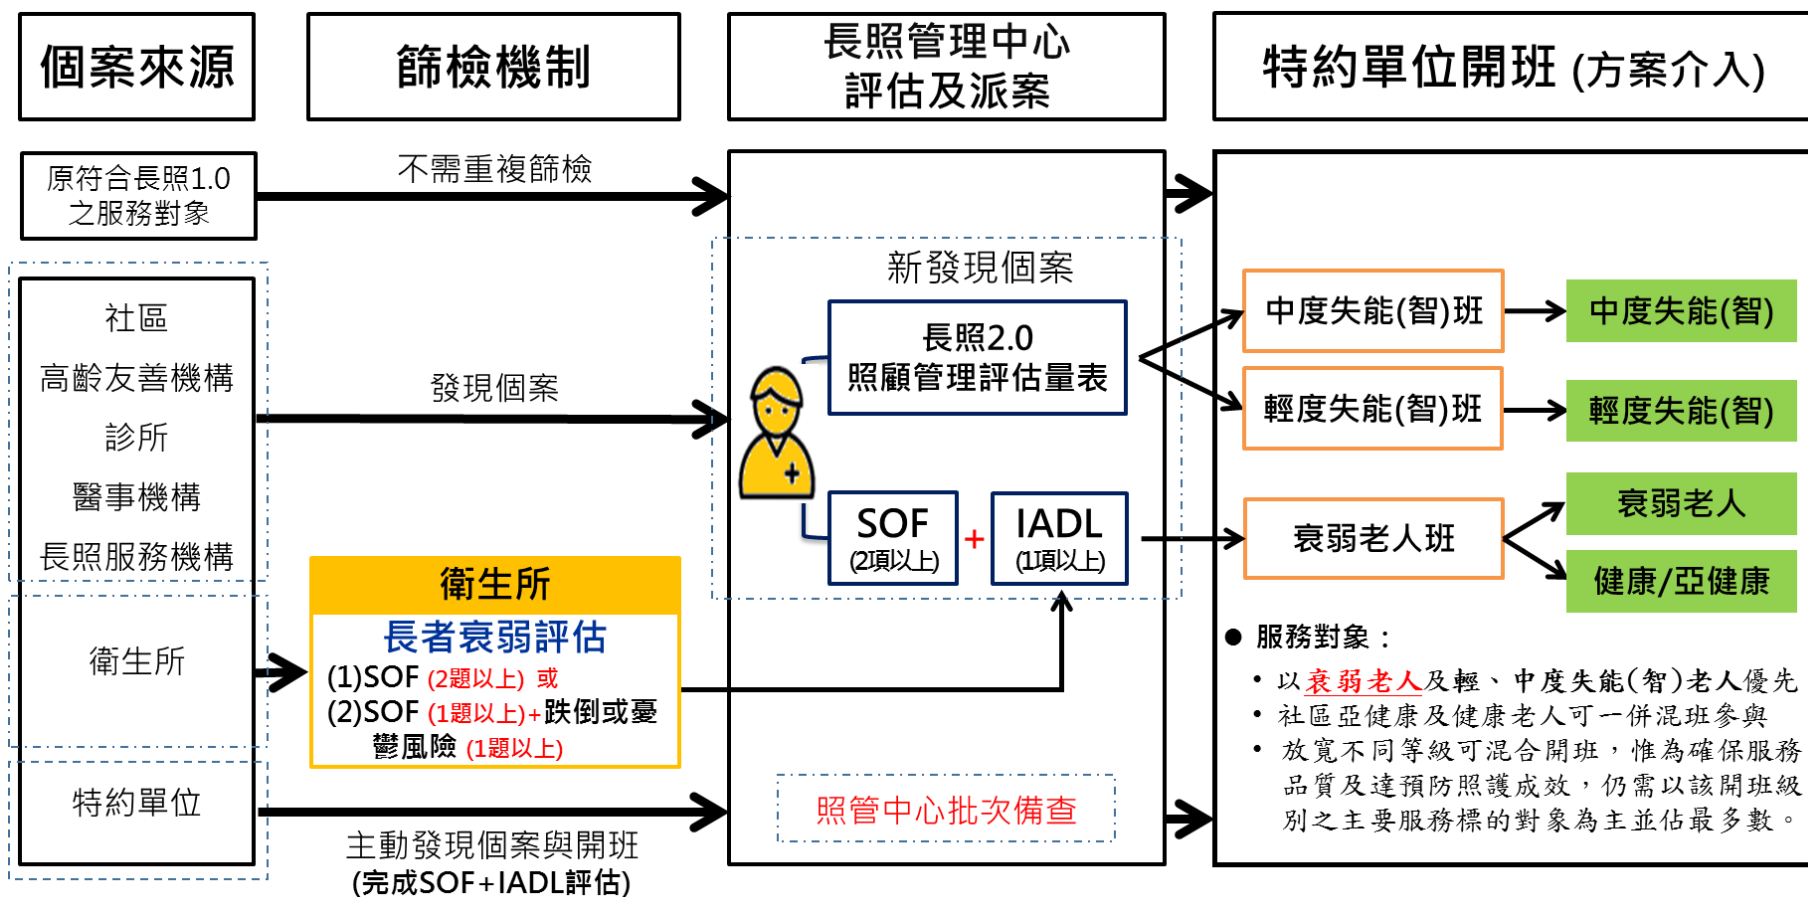 個案來源
篩檢機制
長照管理中心
評估及派案
特約單位開班 (方案介入)
原符合長照1.0
之服務對象
不需重複篩檢
社區
高齡友善機構
診所
醫事機構
長照服務機構
衛生所
特約單位
發現個案
衛生所
長者衰弱評估
(1)SOF (2題以上) 或
(2)SOF (1題以上)+跌倒或憂
鬱風險 (1題以上)
主動發現個案與開班
(完成SOF+IADL評估)
新發現個案
長照2.0
照顧管理評估量表
SOF
(2項以上)
+
IADL
(1項以上)
照管中心批次備查
中度失能(智)班
中度失能(智)
輕度失能(智)班
輕度失能(智)
衰弱老人班
衰弱老人
健康/亞健康
● 服務對象：
• 以衰弱老人及輕、中度失能(智)老人優先
• 社區亞健康及健康老人可一併混班參與
• 放寬不同等級可混合開班，惟為確保服務
品質及達預防照護成效，仍需以該開班級
別之主要服務標的對象為主並佔最多數。